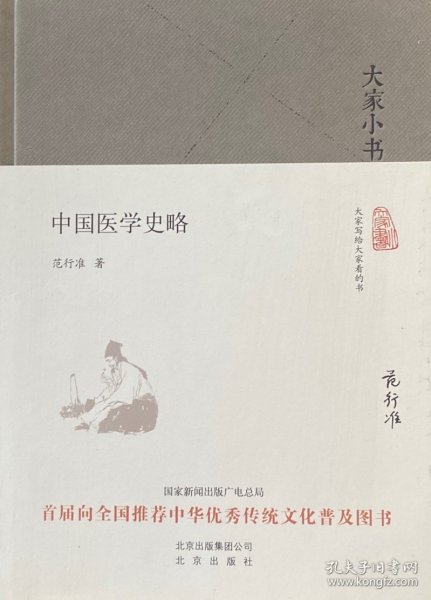 大家小书
中国医学史略
范行准 著
大家写给大家看的书
范行准
国家新闻出版广电总局
首届向全国推荐中华优秀传统文化普及图书
北京出版集团公司
北京出版社
孔夫子旧书网
www.kongfz.com